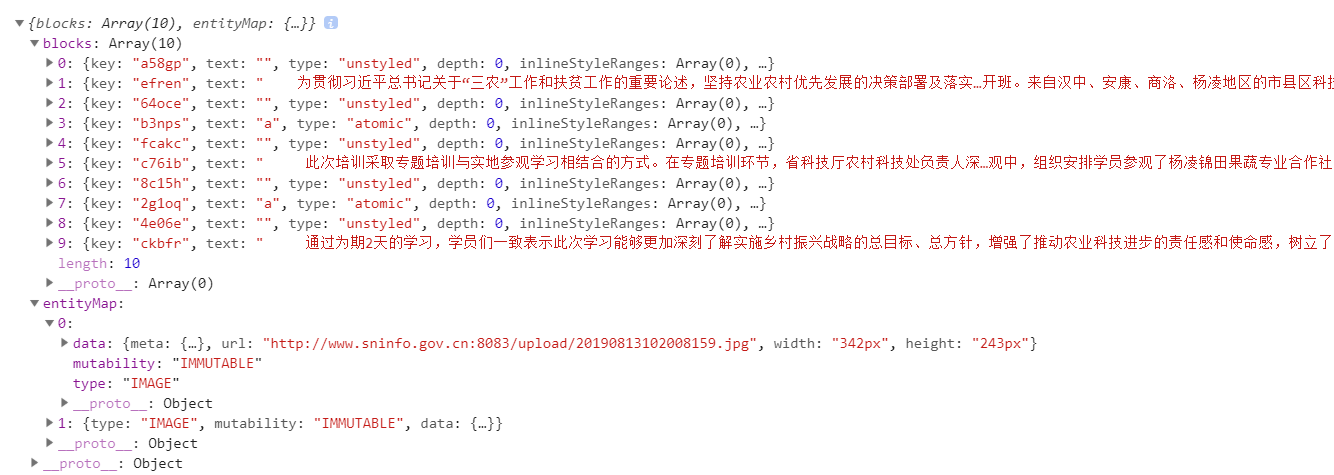 {blocks: Array(10), entityMap: {…}}
blocks: Array(10)
0: {key: "a58gp", text: "", type: "unstyled", depth: 0, inlineStyleRanges: Array(0), …}
1: {key: "efren", text: "    为贯彻习近平总书记关于“三农”工作和扶贫工作的重要论述，坚持农业农村优先发展的决策部署及落实…开班。来自汉中、安康、商洛、杨凌地区的市县区科技
2: {key: "64oce", text: "", type: "unstyled", depth: 0, inlineStyleRanges: Array(0), …}
3: {key: "b3nps", text: "a", type: "atomic", depth: 0, inlineStyleRanges: Array(0), …}
4: {key: "fcakc", text: "", type: "unstyled", depth: 0, inlineStyleRanges: Array(0), …}
5: {key: "c76ib", text: "     此次培训采取专题培训与实地参观学习相结合的方式。在专题培训环节，省科技厅农村科技处负责人深…观中，组织安排学员参观了杨凌锦田果蔬专业合作社
6: {key: "8c15h", text: "", type: "unstyled", depth: 0, inlineStyleRanges: Array(0), …}
7: {key: "2g1oq", text: "a", type: "atomic", depth: 0, inlineStyleRanges: Array(0), …}
8: {key: "4e06e", text: "", type: "unstyled", depth: 0, inlineStyleRanges: Array(0), …}
9: {key: "ckbfr", text: "     通过为期2天的学习，学员们一致表示此次学习能够更加深刻了解实施乡村振兴战略的总目标、总方针，增强了推动农业科技进步的责任感和使命感，树立了
length: 10
__proto__: Array(0)
entityMap:
0:
data: {meta: {…}, url: "http://www.sninfo.gov.cn:8083/upload/20190813102008159.jpg", width: "342px", height: "243px"}
mutability: "IMMUTABLE"
type: "IMAGE"
__proto__: Object
1: {type: "IMAGE", mutability: "IMMUTABLE", data: {…}}
__proto__: Object
__proto__: Object